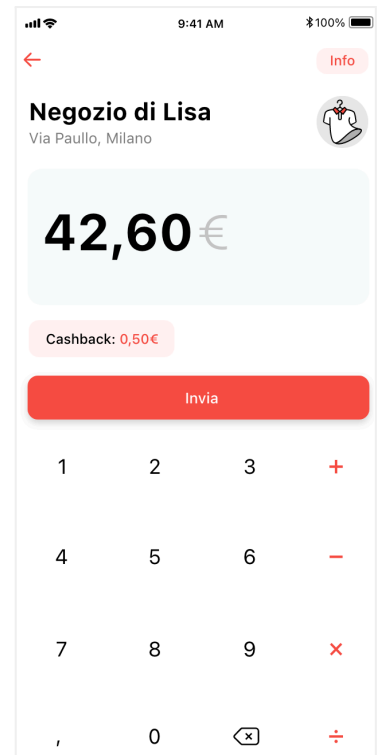 9:41 AM 100%
Info
Negozio di Lisa
Via Paullo, Milano
42,60€
Cashback: 0,50€
Invia
1 2 3 +
4 5 6 −
7 8 9 ×
, 0 ÷